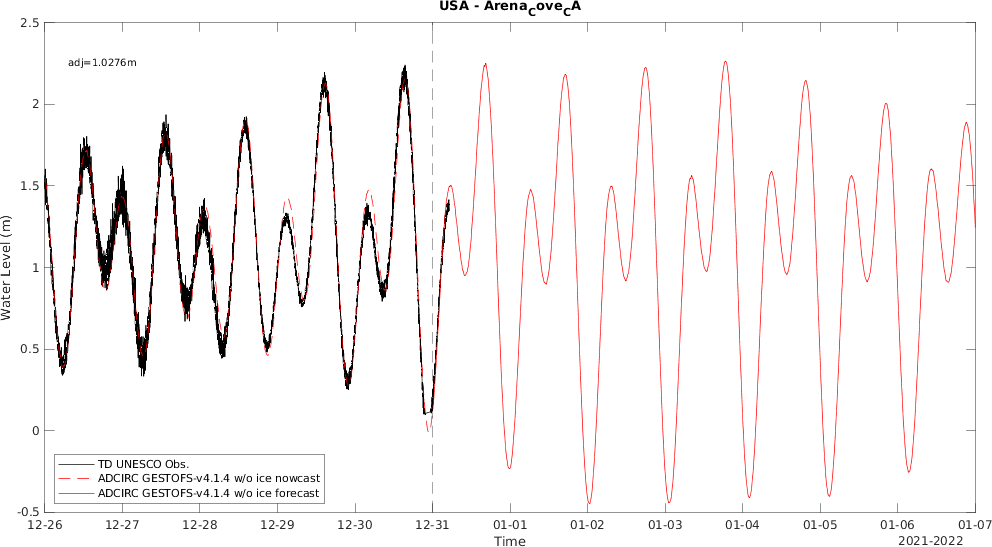 USA - ArenaCoveCA
adj=1.0276m
2.5
2
1.5
1
0.5
0
-0.5
Water Level (m)
TD UNESCO Obs.
ADCIRC GESTOFS-v4.1.4 w/o ice nowcast
ADCIRC GESTOFS-v4.1.4 w/o ice forecast
12-26 12-27 12-28 12-29 12-30 12-31 01-01 01-02 01-03 01-04 01-05 01-06 01-07
Time
2021-2022